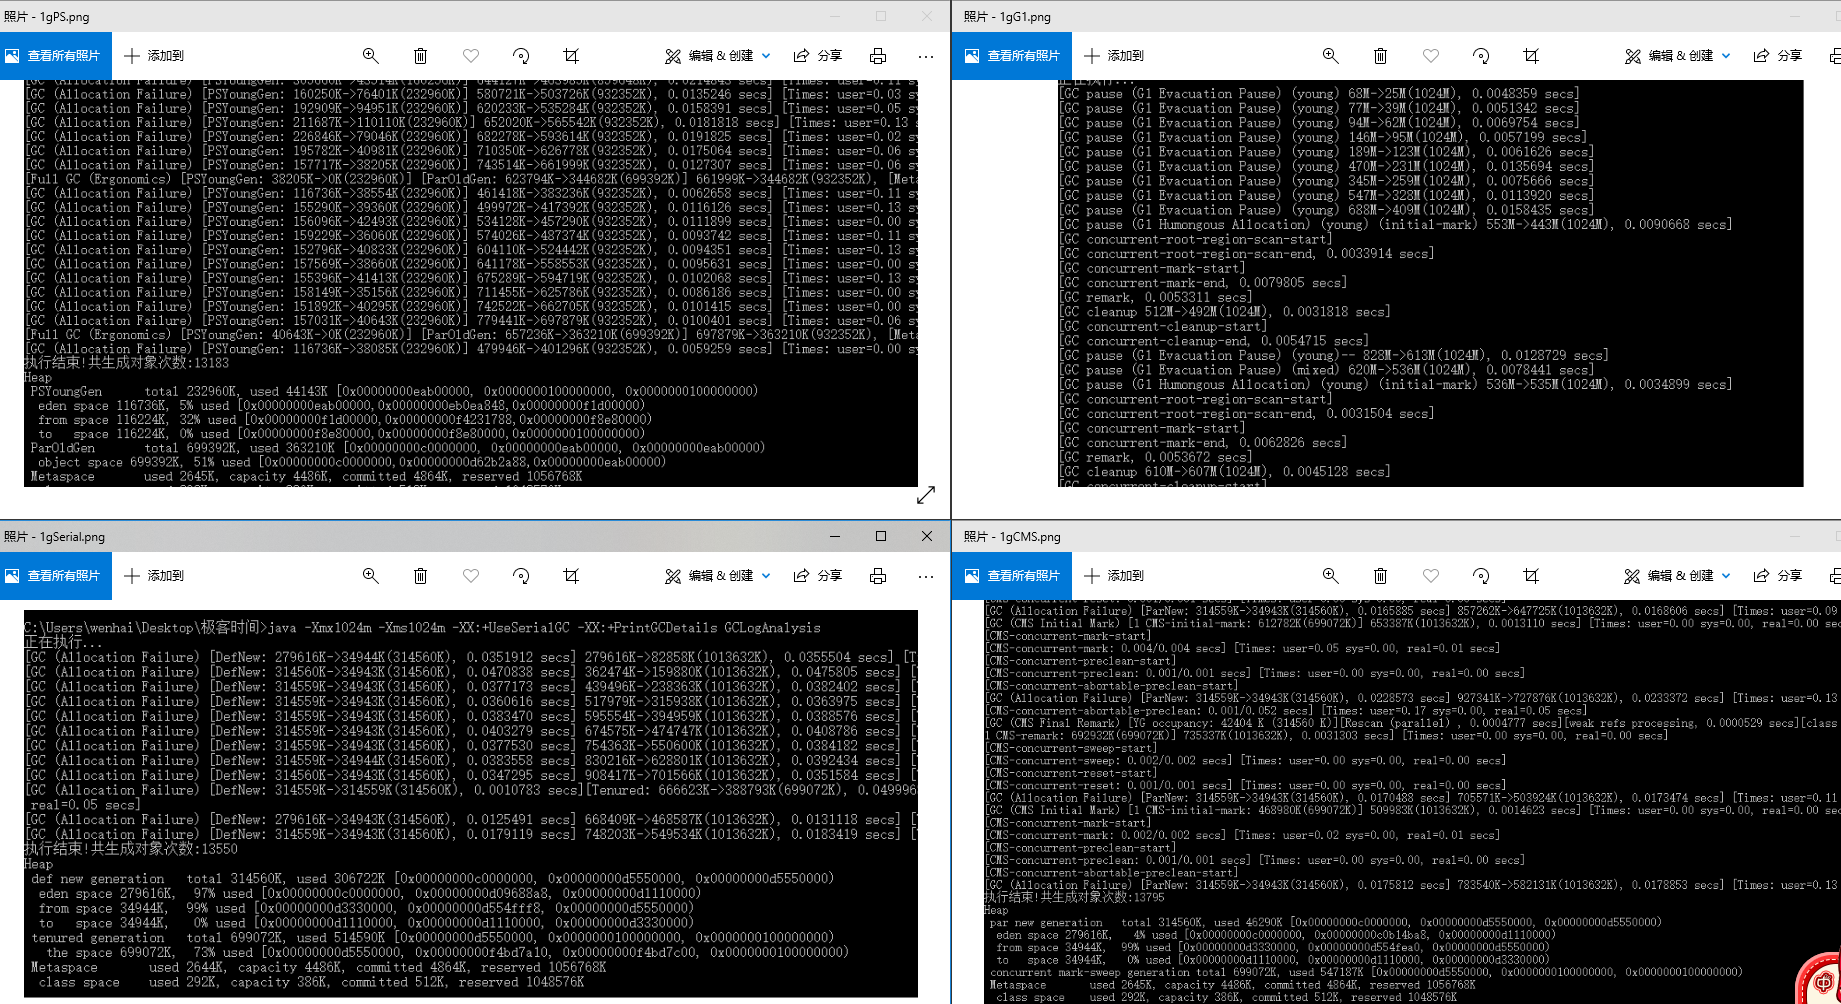 照片 - 1gPS.png
查看所有照片 添加到 编辑 & 创建 分享
[GC (Allocation Failure) [PSYoungGen: 160250K->76401K(232960K)] 580721K->503726K(932352K), 0.0135246 secs] [Times: user=0.03 sy
[GC (Allocation Failure) [PSYoungGen: 192909K->94951K(232960K)] 620233K->535284K(932352K), 0.0158391 secs] [Times: user=0.05 sy
[GC (Allocation Failure) [PSYoungGen: 211687K->110110K(232960K)] 652020K->565542K(932352K), 0.0181818 secs] [Times: user=0.13 
[GC (Allocation Failure) [PSYoungGen: 226846K->79046K(232960K)] 682278K->593614K(932352K), 0.0191825 secs] [Times: user=0.02 sy
[GC (Allocation Failure) [PSYoungGen: 195782K->40981K(232960K)] 710350K->626778K(932352K), 0.0175064 secs] [Times: user=0.06 sy
[GC (Allocation Failure) [PSYoungGen: 157717K->38205K(232960K)] 743514K->661999K(932352K), 0.0127307 secs] [Times: user=0.06 sy
[Full GC (Ergonomics) [PSYoungGen: 38205K->0K(232960K)] [ParOldGen: 623794K->344682K(699392K)] 661999K->344682K(932352K), [Meta
[GC (Allocation Failure) [PSYoungGen: 116736K->38554K(232960K)] 461418K->383236K(932352K), 0.0062658 secs] [Times: user=0.11 sy
[GC (Allocation Failure) [PSYoungGen: 155290K->39360K(232960K)] 499972K->417392K(932352K), 0.0116126 secs] [Times: user=0.13 sy
[GC (Allocation Failure) [PSYoungGen: 156096K->42493K(232960K)] 534128K->457290K(932352K), 0.0111899 secs] [Times: user=0.00 sy
[GC (Allocation Failure) [PSYoungGen: 159229K->36060K(232960K)] 574026K->487374K(932352K), 0.0093742 secs] [Times: user=0.11 sy
[GC (Allocation Failure) [PSYoungGen: 152796K->40833K(232960K)] 604110K->524442K(932352K), 0.0094351 secs] [Times: user=0.13 sy
[GC (Allocation Failure) [PSYoungGen: 157569K->38660K(232960K)] 641178K->558553K(932352K), 0.0095631 secs] [Times: user=0.00 sy
[GC (Allocation Failure) [PSYoungGen: 155396K->41413K(232960K)] 675289K->594719K(932352K), 0.0102068 secs] [Times: user=0.13 sy
[GC (Allocation Failure) [PSYoungGen: 158149K->35156K(232960K)] 711455K->625786K(932352K), 0.0086186 secs] [Times: user=0.00 sy
[GC (Allocation Failure) [PSYoungGen: 151892K->40295K(232960K)] 742522K->662705K(932352K), 0.0101415 secs] [Times: user=0.00 sy
[GC (Allocation Failure) [PSYoungGen: 157031K->40643K(232960K)] 779441K->697879K(932352K), 0.0100401 secs] [Times: user=0.06 sy
[Full GC (Ergonomics) [PSYoungGen: 40643K->0K(232960K)] [ParOldGen: 657236K->363210K(699392K)] 697879K->363210K(932352K), [Meta
[GC (Allocation Failure) [PSYoungGen: 116736K->38085K(232960K)] 479946K->401296K(932352K), 0.0059259 secs] [Times: user=0.00 sy
执行结束!共生成对象次数:13183
Heap
PSYoungGen total 232960K, used 44143K [0x00000000eab00000, 0x0000000100000000, 0x0000000100000000)
eden space 116736K, 5% used [0x00000000eab00000,0x00000000eb0ea848,0x00000000f1d00000)
from space 116224K, 32% used [0x00000000f1d00000,0x00000000f4231788,0x00000000f8e80000)
to space 116224K, 0% used [0x00000000f8e80000,0x00000000f8e80000,0x0000000100000000)
ParOldGen total 699392K, used 363210K [0x00000000c0000000, 0x00000000eab00000, 0x00000000eab00000)
object space 699392K, 51% used [0x00000000c0000000,0x00000000d62b2a88,0x00000000eab00000)
Metaspace used 2645K, capacity 4486K, committed 4864K, reserved 1056768K
照片 - 1gG1.png
查看所有照片 添加到 编辑 & 创建 分享
正在执行...
[GC pause (G1 Evacuation Pause) (young) 68M->25M(1024M), 0.0048359 secs]
[GC pause (G1 Evacuation Pause) (young) 77M->39M(1024M), 0.0051342 secs]
[GC pause (G1 Evacuation Pause) (young) 94M->62M(1024M), 0.0069754 secs]
[GC pause (G1 Evacuation Pause) (young) 146M->95M(1024M), 0.0057199 secs]
[GC pause (G1 Evacuation Pause) (young) 189M->123M(1024M), 0.0061626 secs]
[GC pause (G1 Evacuation Pause) (young) 470M->231M(1024M), 0.0135694 secs]
[GC pause (G1 Evacuation Pause) (young) 345M->259M(1024M), 0.0075666 secs]
[GC pause (G1 Evacuation Pause) (young) 547M->328M(1024M), 0.0113920 secs]
[GC pause (G1 Evacuation Pause) (young) 688M->409M(1024M), 0.0158435 secs]
[GC pause (G1 Humongous Allocation) (young) (initial-mark) 553M->443M(1024M), 0.0090668 secs]
[GC concurrent-root-region-scan-start]
[GC concurrent-root-region-scan-end, 0.0033914 secs]
[GC concurrent-mark-start]
[GC concurrent-mark-end, 0.0079805 secs]
[GC remark, 0.0053311 secs]
[GC cleanup 512M->492M(1024M), 0.0031818 secs]
[GC concurrent-cleanup-start]
[GC concurrent-cleanup-end, 0.0054715 secs]
[GC pause (G1 Evacuation Pause) (young)-- 828M->613M(1024M), 0.0128729 secs]
[GC pause (G1 Evacuation Pause) (mixed) 620M->536M(1024M), 0.0078441 secs]
[GC pause (G1 Humongous Allocation) (young) (initial-mark) 536M->535M(1024M), 0.0034899 secs]
[GC concurrent-root-region-scan-start]
[GC concurrent-root-region-scan-end, 0.0031504 secs]
[GC concurrent-mark-start]
[GC concurrent-mark-end, 0.0062826 secs]
[GC remark, 0.0053672 secs]
[GC cleanup 610M->607M(1024M), 0.0045128 secs]
[GC concurrent-cleanup-start]
照片 - 1gSerial.png
查看所有照片 添加到 编辑 & 创建 分享
C:\Users\wenhai\Desktop\极客时间>java -Xmx1024m -Xms1024m -XX:+UseSerialGC -XX:+PrintGCDetails GCLogAnalysis
正在执行...
[GC (Allocation Failure) [DefNew: 279616K->34944K(314560K), 0.0351912 secs] 279616K->82858K(1013632K), 0.0355504 secs] [T
[GC (Allocation Failure) [DefNew: 314560K->34943K(314560K), 0.0470838 secs] 362474K->159880K(1013632K), 0.0475805 secs] [
[GC (Allocation Failure) [DefNew: 314559K->34943K(314560K), 0.0377173 secs] 439496K->238363K(1013632K), 0.0382402 secs] [
[GC (Allocation Failure) [DefNew: 314559K->34943K(314560K), 0.0360616 secs] 517979K->315938K(1013632K), 0.0363975 secs] [
[GC (Allocation Failure) [DefNew: 314559K->34943K(314560K), 0.0383470 secs] 595554K->394959K(1013632K), 0.0388576 secs] [
[GC (Allocation Failure) [DefNew: 314559K->34943K(314560K), 0.0403279 secs] 674575K->474747K(1013632K), 0.0408786 secs] [
[GC (Allocation Failure) [DefNew: 314559K->34943K(314560K), 0.0377530 secs] 754363K->550600K(1013632K), 0.0384182 secs] [
[GC (Allocation Failure) [DefNew: 314559K->34944K(314560K), 0.0383558 secs] 830216K->628801K(1013632K), 0.0392434 secs] [
[GC (Allocation Failure) [DefNew: 314560K->34943K(314560K), 0.0347295 secs] 908417K->701566K(1013632K), 0.0351584 secs] [
[GC (Allocation Failure) [DefNew: 314559K->314559K(314560K), 0.0010783 secs][Tenured: 666623K->388793K(699072K), 0.049996
real=0.05 secs]
[GC (Allocation Failure) [DefNew: 279616K->34943K(314560K), 0.0125491 secs] 668409K->468587K(1013632K), 0.0131118 secs] [
[GC (Allocation Failure) [DefNew: 314559K->34943K(314560K), 0.0179119 secs] 748203K->549534K(1013632K), 0.0183419 secs] [
执行结束!共生成对象次数:13550
Heap
def new generation total 314560K, used 306722K [0x00000000c0000000, 0x00000000d5550000, 0x00000000d5550000)
eden space 279616K, 97% used [0x00000000c0000000, 0x00000000d09688a8, 0x00000000d1110000)
from space 34944K, 99% used [0x00000000d3330000, 0x00000000d554fff8, 0x00000000d5550000)
to space 34944K, 0% used [0x00000000d1110000, 0x00000000d1110000, 0x00000000d3330000)
tenured generation total 699072K, used 514590K [0x00000000d5550000, 0x0000000100000000, 0x0000000100000000)
the space 699072K, 73% used [0x00000000d5550000, 0x00000000f4bd7a10, 0x00000000f4bd7c00, 0x0000000100000000)
Metaspace used 2644K, capacity 4486K, committed 4864K, reserved 1056768K
class space used 292K, capacity 386K, committed 512K, reserved 1048576K
照片 - 1gCMS.png
查看所有照片 添加到 编辑 & 创建 分享
[GC (Allocation Failure) [ParNew: 314559K->34943K(314560K), 0.0165885 secs] 857262K->647725K(1013632K), 0.0168606 secs] [Times: user=0.09
[GC (CMS Initial Mark) [1 CMS-initial-mark: 612782K(699072K)] 653387K(1013632K), 0.0013110 secs] [Times: user=0.00 sys=0.00, real=0.00 sec
[CMS-concurrent-mark-start]
[CMS-concurrent-mark: 0.004/0.004 secs] [Times: user=0.05 sys=0.00, real=0.01 secs]
[CMS-concurrent-preclean-start]
[CMS-concurrent-preclean: 0.001/0.001 secs] [Times: user=0.00 sys=0.00, real=0.00 secs]
[CMS-concurrent-abortable-preclean-start]
[GC (Allocation Failure) [ParNew: 314559K->34943K(314560K), 0.0228573 secs] 927341K->727876K(1013632K), 0.0233372 secs] [Times: user=0.13
[CMS-concurrent-abortable-preclean: 0.001/0.052 secs] [Times: user=0.17 sys=0.00, real=0.05 secs]
[GC (CMS Final Remark) [YG occupancy: 42404 K (314560 K)][Rescan (parallel) , 0.0004777 secs][weak refs processing, 0.0000529 secs][class
1 CMS-remark: 692932K(699072K)] 735337K(1013632K), 0.0031303 secs] [Times: user=0.00 sys=0.00, real=0.00 secs]
[CMS-concurrent-sweep-start]
[CMS-concurrent-sweep: 0.002/0.002 secs] [Times: user=0.00 sys=0.00, real=0.00 secs]
[CMS-concurrent-reset-start]
[CMS-concurrent-reset: 0.001/0.001 secs] [Times: user=0.00 sys=0.00, real=0.00 secs]
[GC (Allocation Failure) [ParNew: 314559K->34943K(314560K), 0.0170488 secs] 705571K->503924K(1013632K), 0.0173474 secs] [Times: user=0.11
[GC (CMS Initial Mark) [1 CMS-initial-mark: 468980K(699072K)] 509983K(1013632K), 0.0014623 secs] [Times: user=0.00 sys=0.00, real=0.00 sec
[CMS-concurrent-mark-start]
[CMS-concurrent-mark: 0.002/0.002 secs] [Times: user=0.02 sys=0.00, real=0.01 secs]
[CMS-concurrent-preclean-start]
[CMS-concurrent-preclean: 0.001/0.001 secs] [Times: user=0.00 sys=0.00, real=0.00 secs]
[CMS-concurrent-abortable-preclean-start]
[GC (Allocation Failure) [ParNew: 314559K->34943K(314560K), 0.0175812 secs] 783540K->582131K(1013632K), 0.0178853 secs] [Times: user=0.13
执行结束!共生成对象次数:13795
Heap
par new generation total 314560K, used 46290K [0x00000000c0000000, 0x00000000d5550000, 0x00000000d5550000)
eden space 279616K, 4% used [0x00000000c0000000, 0x00000000c0b14ba8, 0x00000000d1110000)
from space 34944K, 99% used [0x00000000d3330000, 0x00000000d554fea0, 0x00000000d5550000)
to space 34944K, 0% used [0x00000000d1110000, 0x00000000d1110000, 0x00000000d3330000)
concurrent mark-sweep generation total 699072K, used 547187K [0x00000000d5550000, 0x0000000100000000, 0x0000000100000000)
Metaspace used 2645K, capacity 4486K, committed 4864K, reserved 1056768K
class space used 292K, capacity 386K, committed 512K, reserved 1048576K